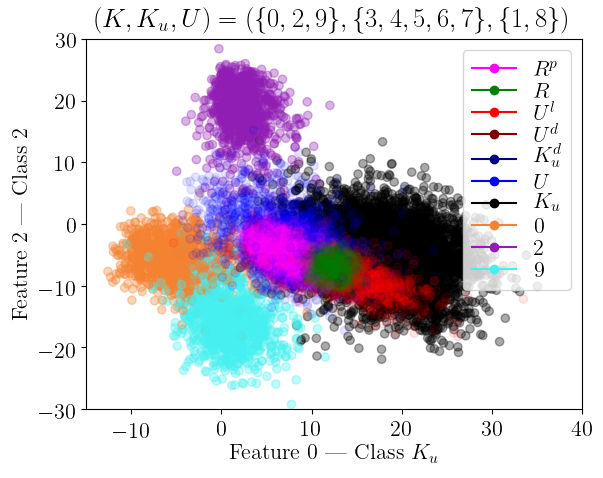 (K, K_u, U) = ({0, 2, 9}, {3, 4, 5, 6, 7}, {1, 8})
30
20
10
0
−10
−20
−30
Feature 2 — Class 2
R^p
R
U^l
U^d
K_u^d
U
K_u
0
2
9
−10 0 10 20 30 40
Feature 0 — Class K_u